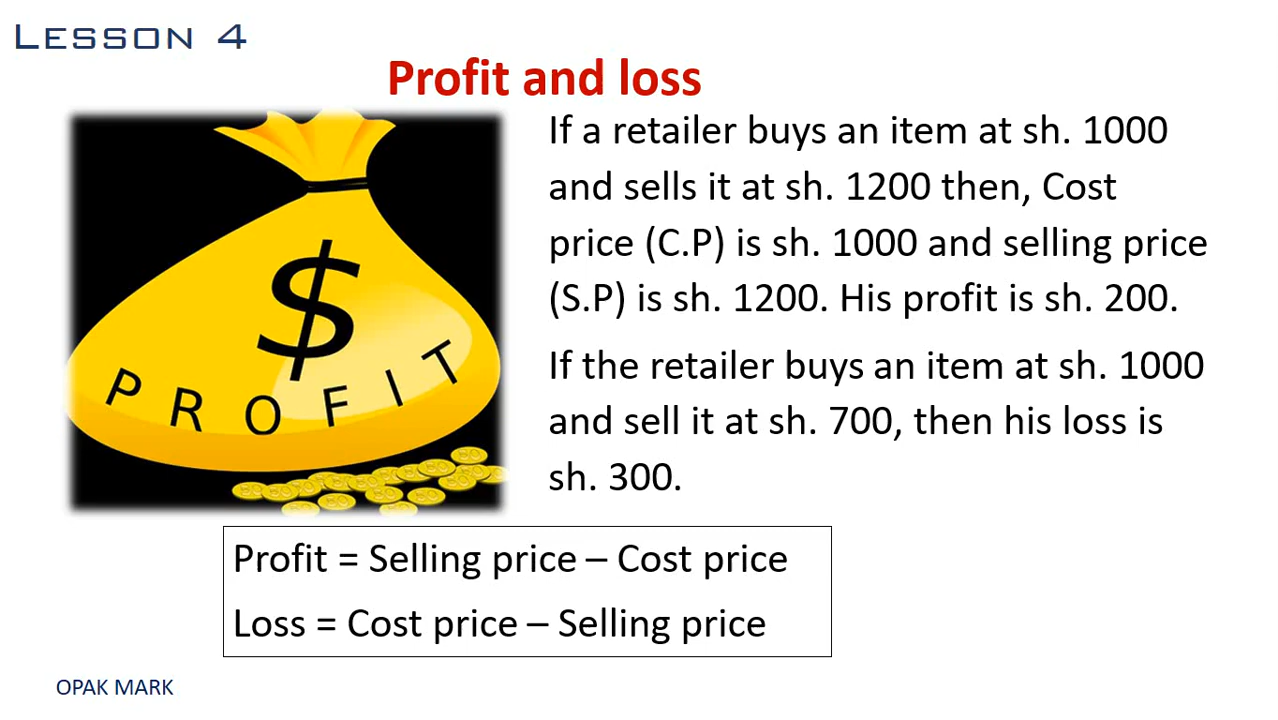 LESSON 4
Profit and loss
If a retailer buys an item at sh. 1000
and sells it at sh. 1200 then, Cost
price (C.P) is sh. 1000 and selling price
(S.P) is sh. 1200. His profit is sh. 200.
If the retailer buys an item at sh. 1000
and sell it at sh. 700, then his loss is
sh. 300.
$
PROFIT
Profit = Selling price – Cost price
Loss = Cost price – Selling price
OPAK MARK